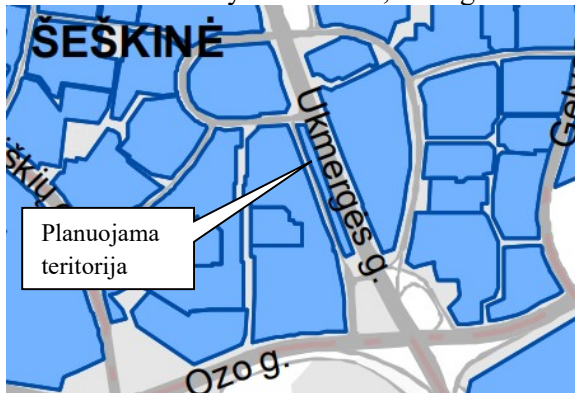 ŠEŠKINĖ
Ukmergės g.
Planuojama
teritorija
Ozo g.